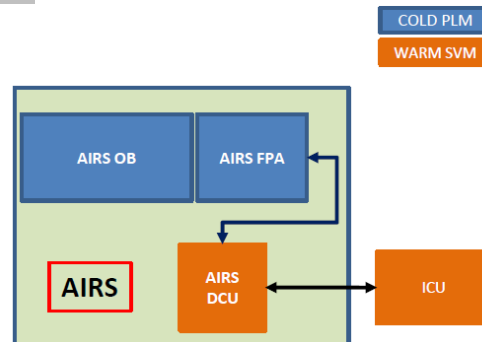 COLD PLM
WARM SVM
AIRS OB
AIRS FPA
AIRS
AIRS
DCU
ICU